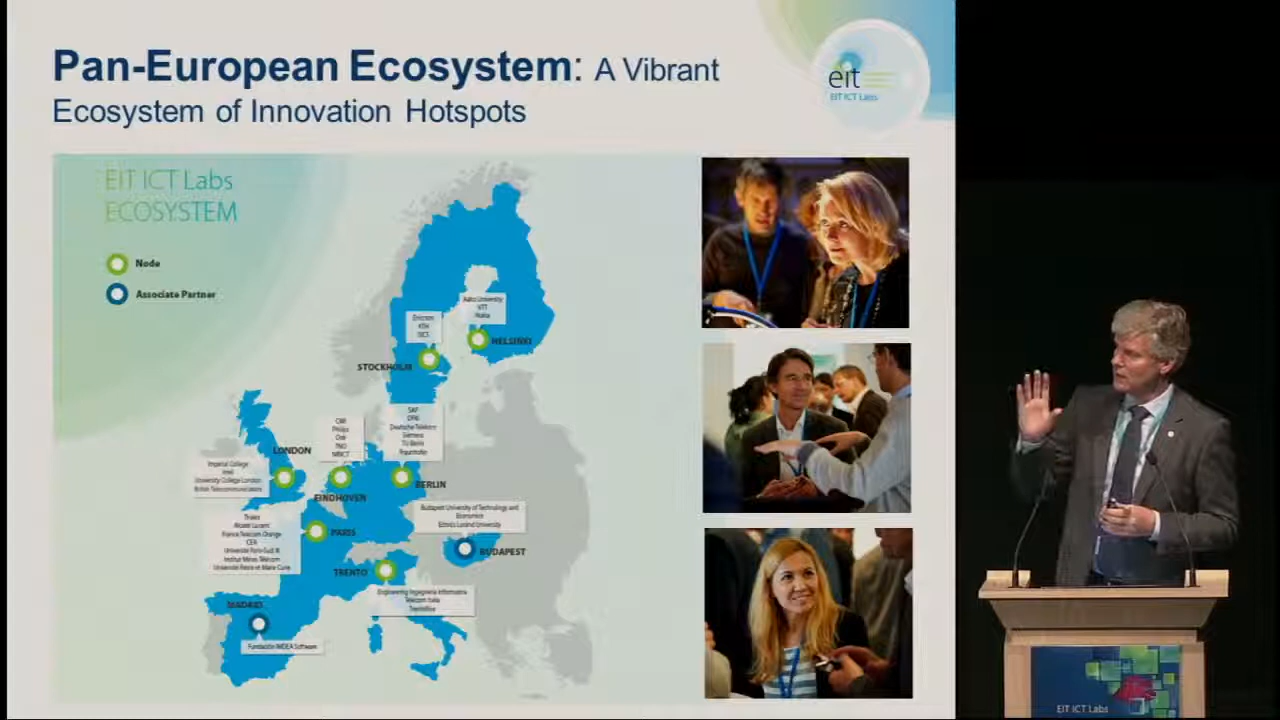 Pan-European Ecosystem: A Vibrant
Ecosystem of Innovation Hotspots
eit
EIT ICT Labs
EIT ICT Labs
ECOSYSTEM
Node
Associate Partner
Aalto University
VTT
Nokia
Ericsson
KTH
SICS
HELSINKI
STOCKHOLM
SAP
DFKI
Deutsche Telekom
Siemens
TU Berlin
Fraunhofer
Philips
TNO
LONDON
Imperial College
Intel
University College London
British Telecommunications
BERLIN
EINDHOVEN
Budapest University of Technology and
Economics
Eötvös Loránd University
Thales
Alcatel Lucent
France Telecom Orange
CEA
Université Paris-Sud XI
Institut Mines Télécom
Université Pierre et Marie Curie
PARIS
BUDAPEST
TRENTO
Engineering Ingegneria Informatica
Telecom Italia
TrentoRise
MADRID
Fundación IMDEA Software
EIT ICT Labs